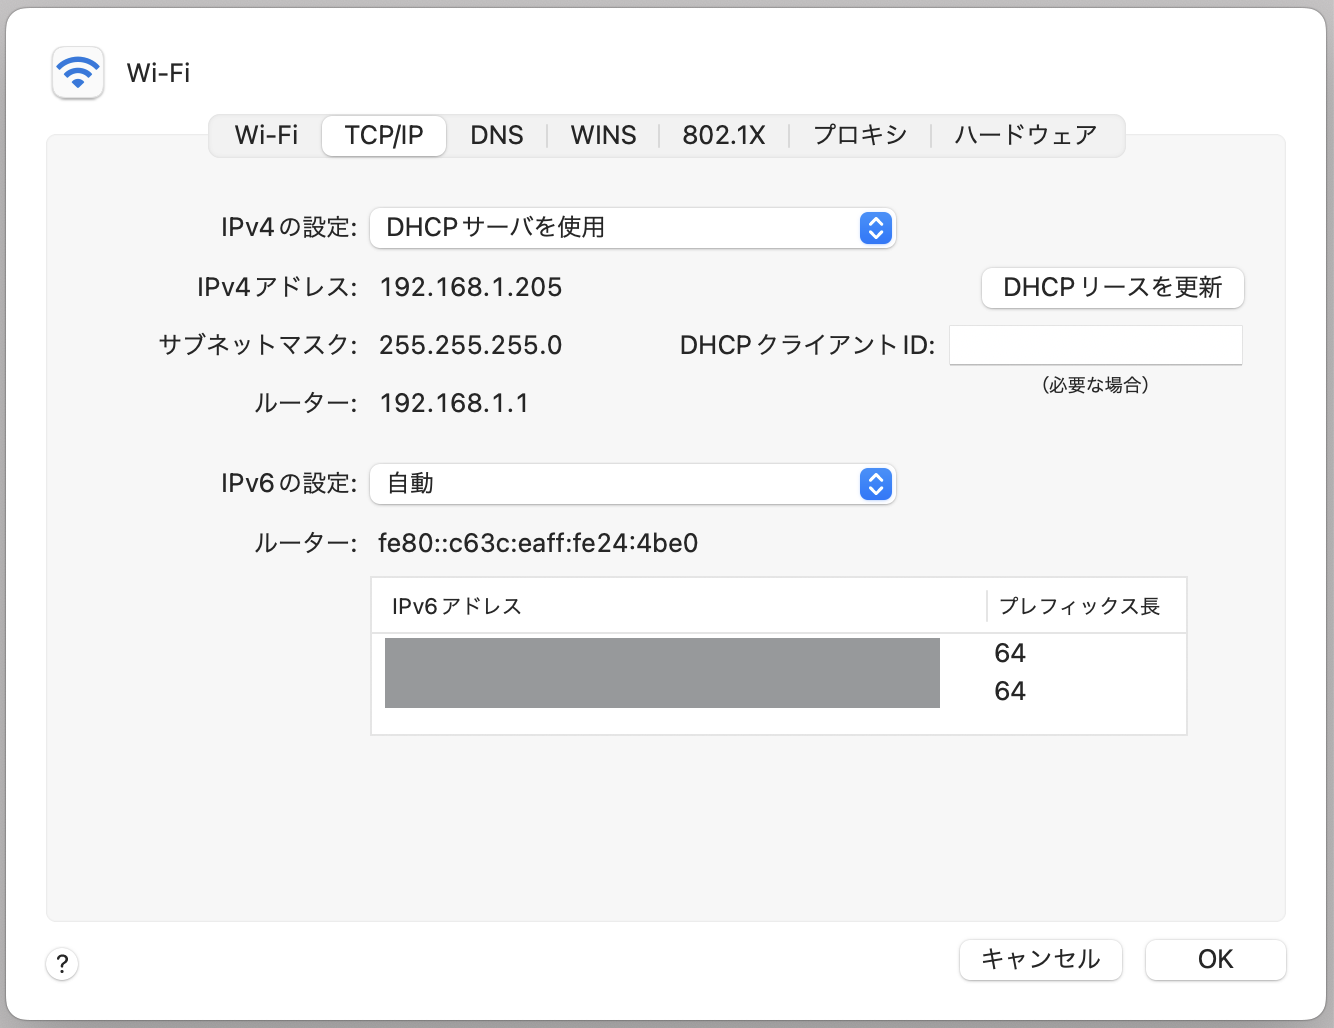 Wi-Fi
Wi-Fi TCP/IP DNS WINS 802.1X プロキシ ハードウェア
IPv4の設定: DHCPサーバを使用
IPv4アドレス: 192.168.1.205 DHCPリースを更新
サブネットマスク: 255.255.255.0 DHCPクライアントID:
(必要な場合)
ルーター: 192.168.1.1
IPv6の設定: 自動
ルーター: fe80::c63c:eaff:fe24:4be0
IPv6アドレス プレフィックス長
64
64
? キャンセル OK